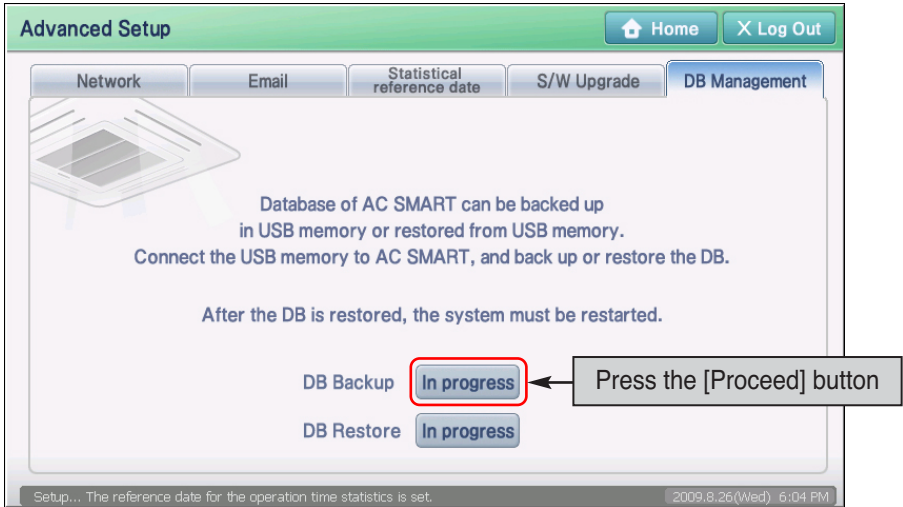 Advanced Setup
Home
X Log Out
Network
Email
Statistical
reference date
S/W Upgrade
DB Management
Database of AC SMART can be backed up
in USB memory or restored from USB memory.
Connect the USB memory to AC SMART, and back up or restore the DB.
After the DB is restored, the system must be restarted.
DB Backup
In progress
Press the [Proceed] button
DB Restore
In progress
Setup... The reference date for the operation time statistics is set.
2009.8.26(Wed) 6:04 PM